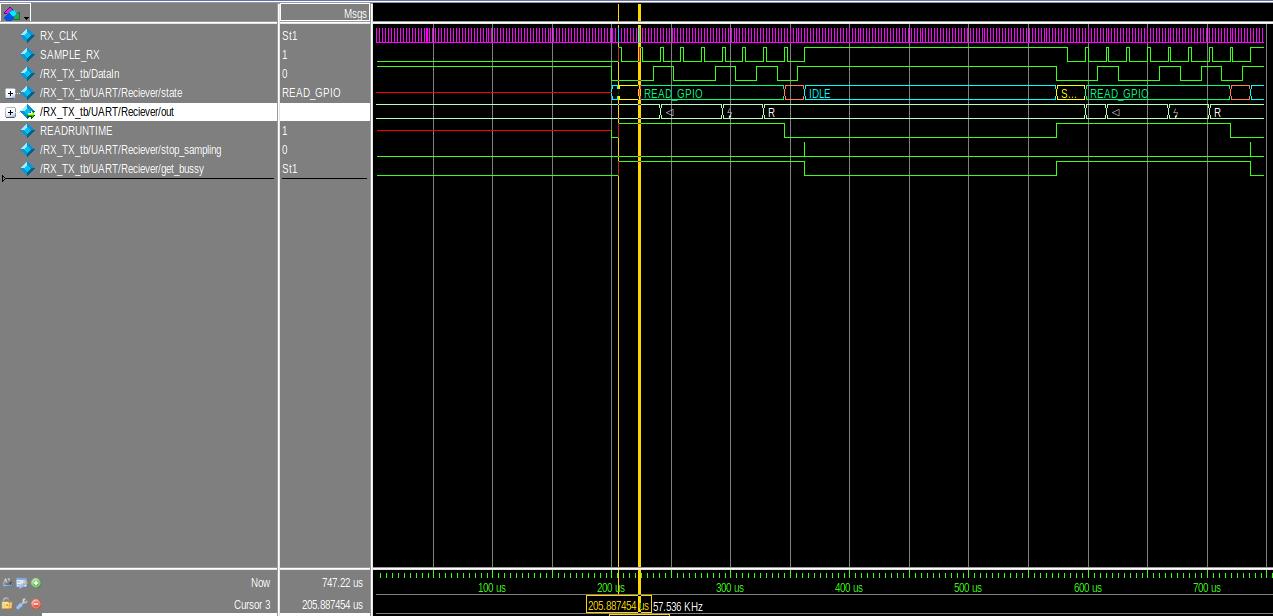 Msgs
RX_CLK St1
SAMPLE_RX 1
/RX_TX_tb/DataIn 0
/RX_TX_tb/UART/Reciever/state READ_GPIO READ_GPIO IDLE S... READ_GPIO
/RX_TX_tb/UART/Reciever/out R R
READRUNTIME 1
/RX_TX_tb/UART/Reciever/stop_sampling 0
/RX_TX_tb/UART/Reciever/get_bussy St1
Now 747.22 us 100 us 200 us 300 us 400 us 500 us 600 us 700 us
Cursor 3 205.887454 us 205.887454 us 57.536 KHz